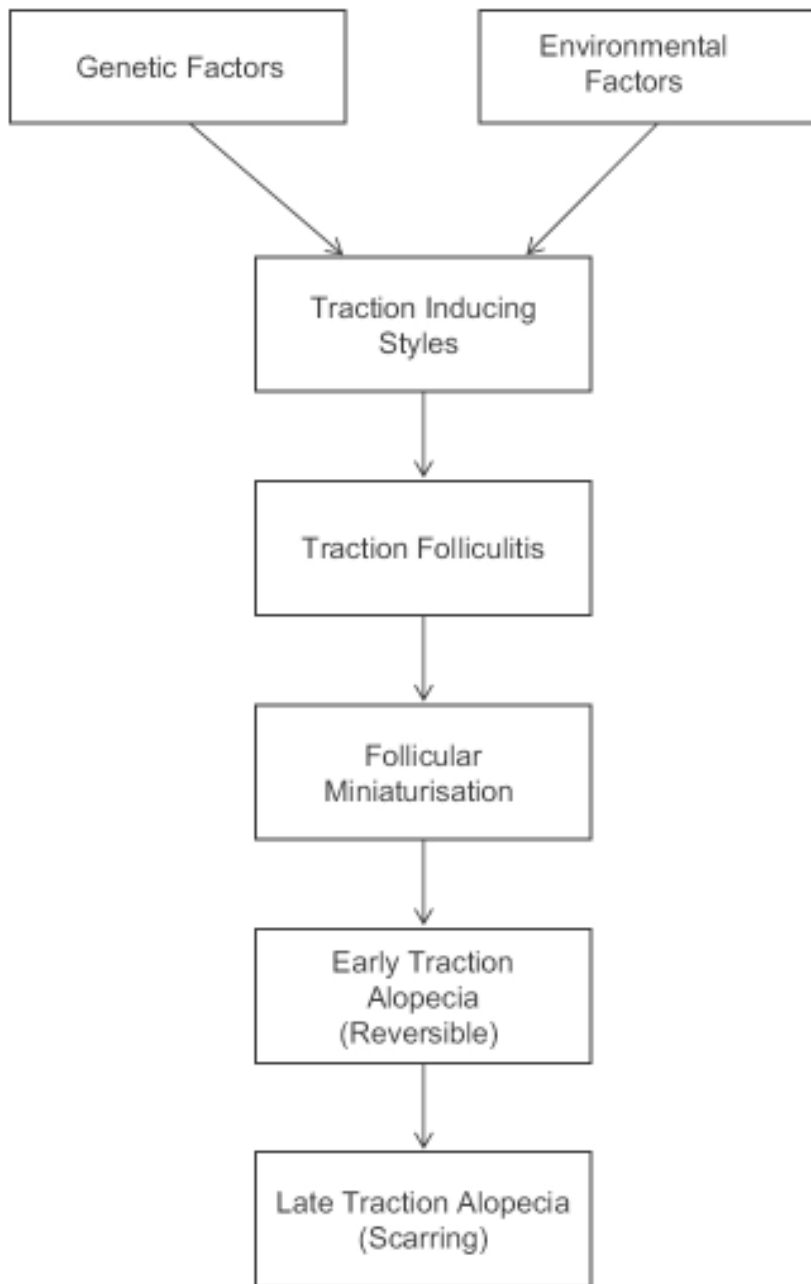 Genetic Factors
Environmental
Factors
Traction Inducing
Styles
Traction Folliculitis
Follicular
Miniaturisation
Early Traction
Alopecia
(Reversible)
Late Traction Alopecia
(Scarring)